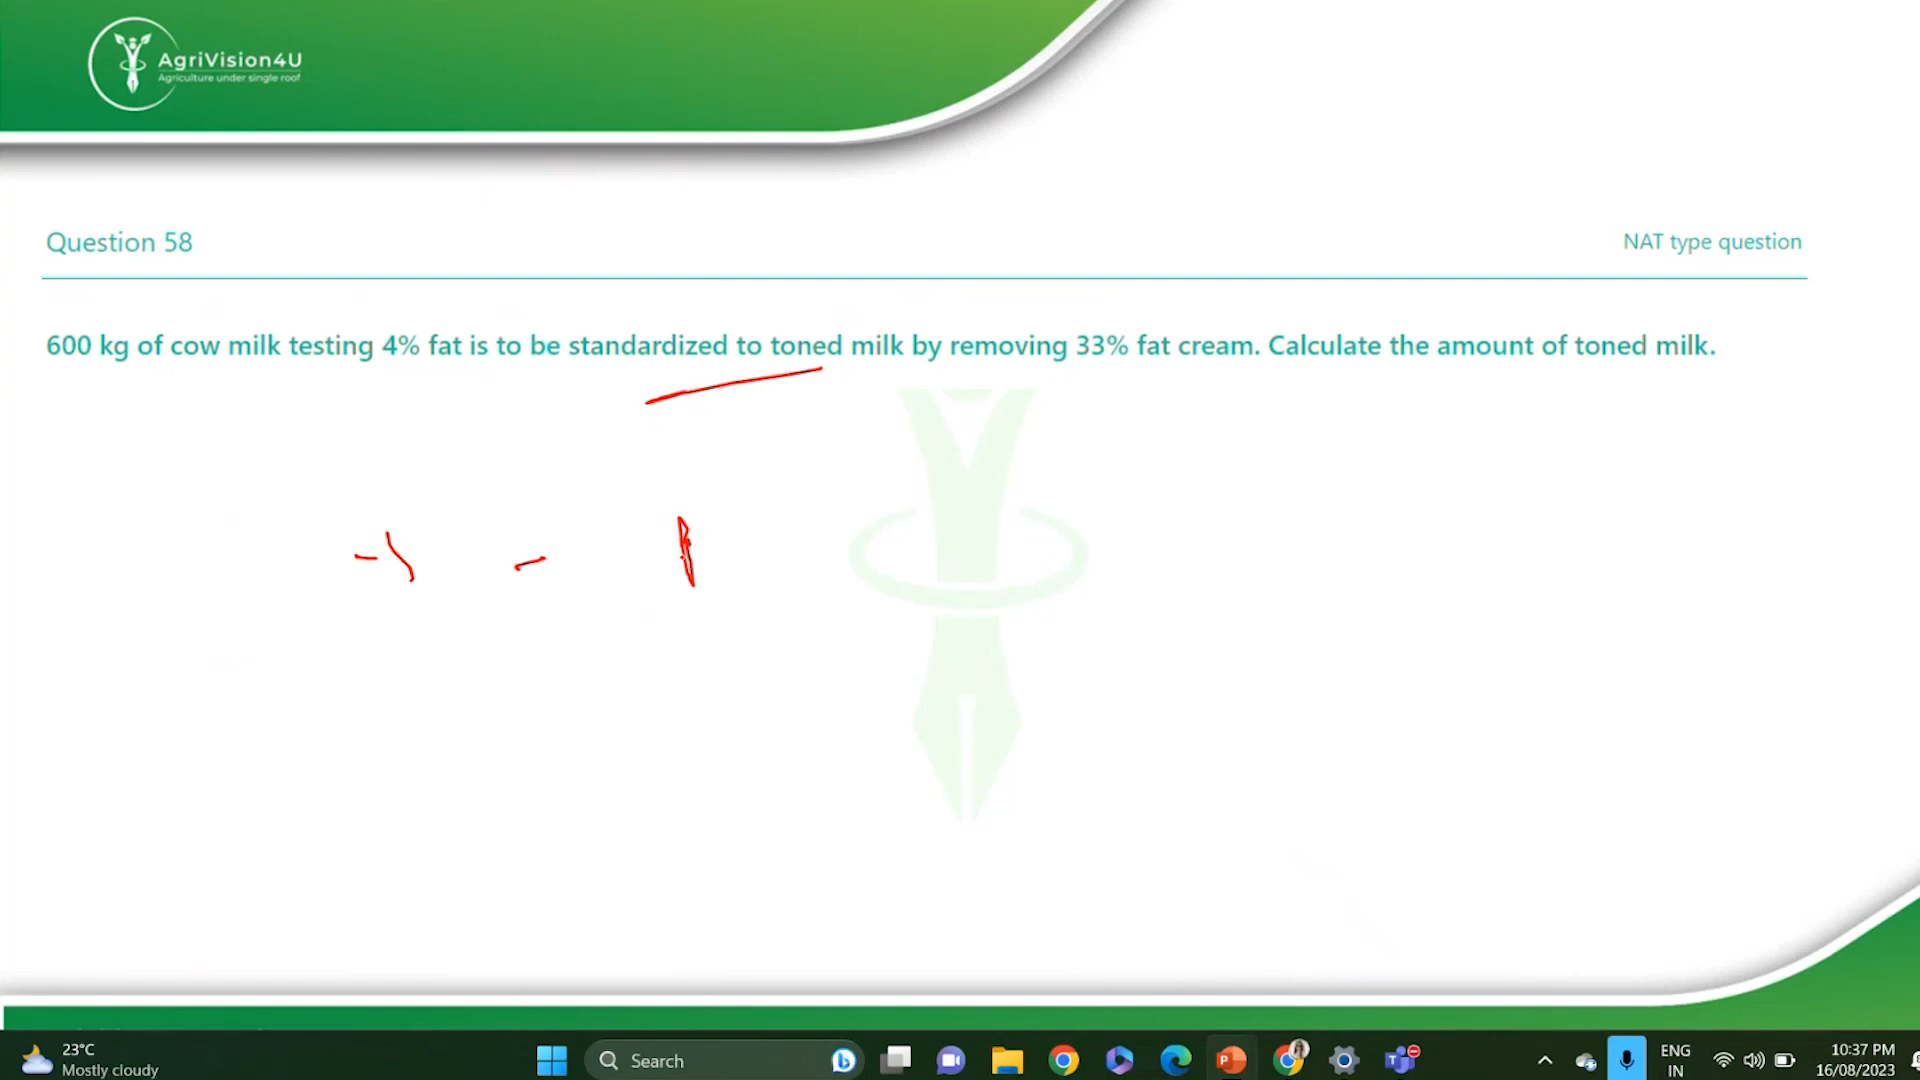 AgriVision4U
Agriculture under single roof
Question 58
NAT type question
600 kg of cow milk testing 4% fat is to be standardized to toned milk by removing 33% fat cream. Calculate the amount of toned milk.
23°C
Mostly cloudy
Search
ENG
IN
10:37 PM
16/08/2023